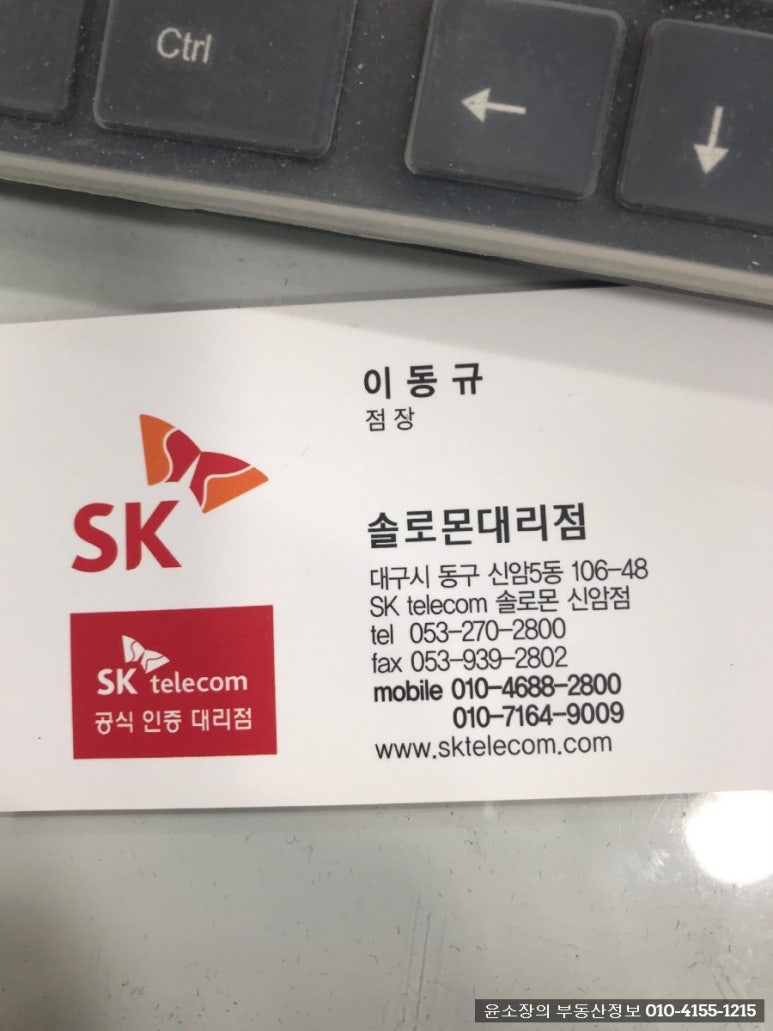 Ctrl
←
↓
이동규
점장
SK
솔로몬대리점
대구시 동구 신암5동 106-48
SK telecom 솔로몬 신암점
tel 053-270-2800
fax 053-939-2802
mobile 010-4688-2800
010-7164-9009
www.sktelecom.com
SK telecom
공식 인증 대리점
윤소장의 부동산정보 010-4155-1215